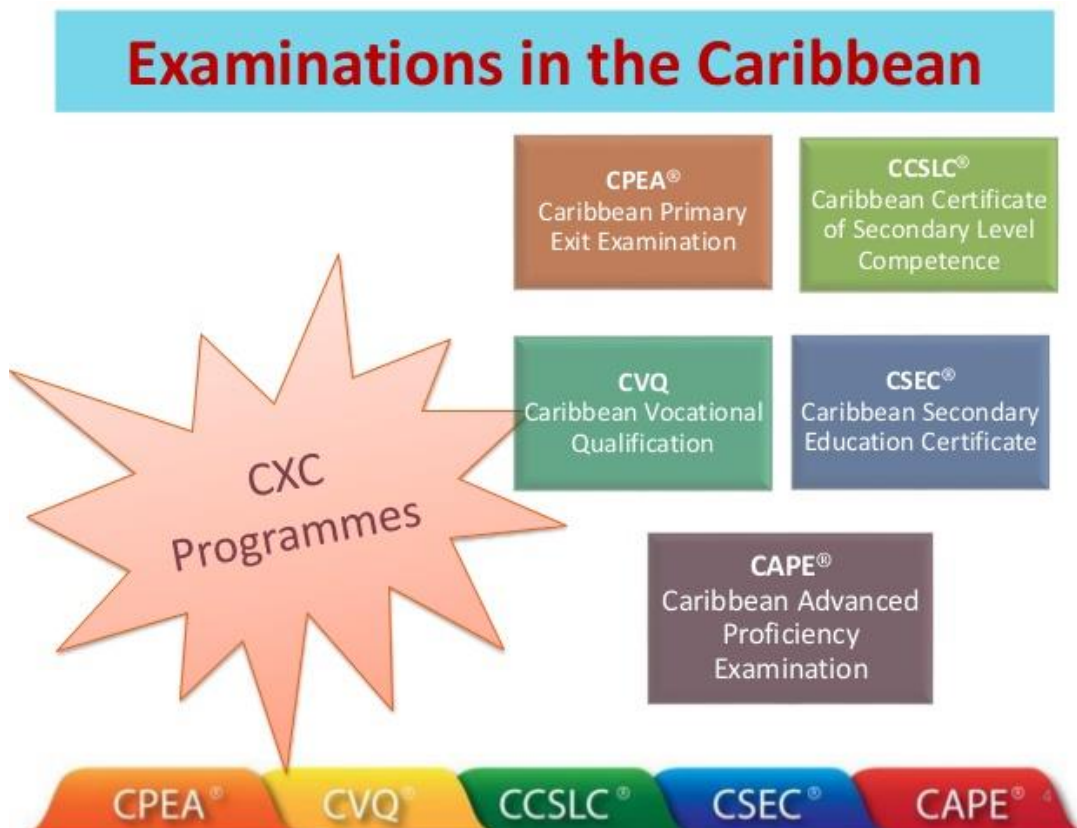 Examinations in the Caribbean
CPEA®
Caribbean Primary
Exit Examination
CCSLC®
Caribbean Certificate
of Secondary Level
Competence
CXC
Programmes
CVQ
Caribbean Vocational
Qualification
CSEC®
Caribbean Secondary
Education Certificate
CAPE®
Caribbean Advanced
Proficiency
Examination
CPEA®
CVQ®
CCSLC®
CSEC®
CAPE®
4